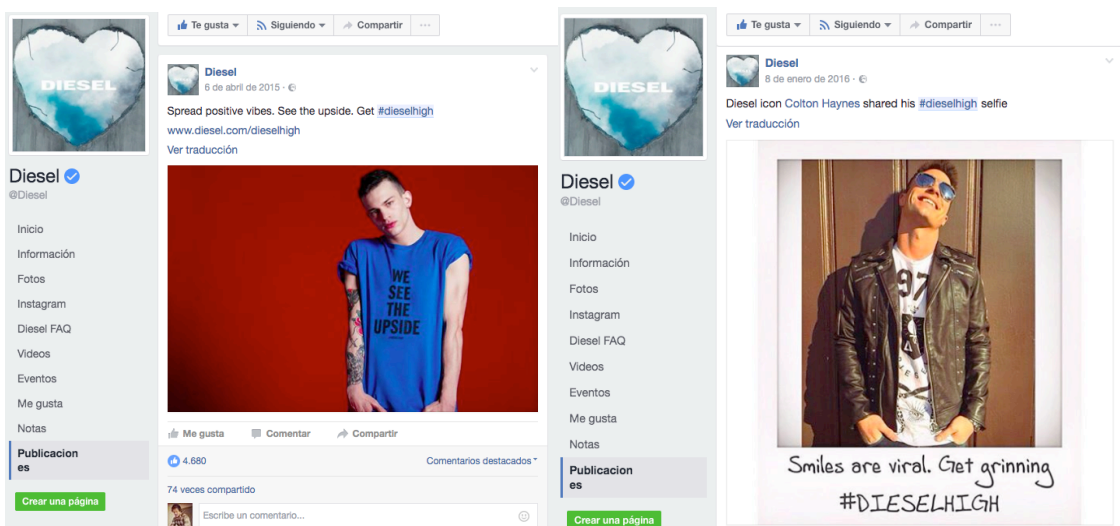 DIESEL
Diesel
@Diesel
Inicio
Información
Fotos
Instagram
Diesel FAQ
Videos
Eventos
Me gusta
Notas
Publicacion
es
Crear una página
Te gusta Siguiendo Compartir ...
Diesel
6 de abril de 2015 ·
Spread positive vibes. See the upside. Get #dieselhigh
www.diesel.com/dieselhigh
Ver traducción
WE
SEE
THE
UPSIDE
Me gusta Comentar Compartir
4.680 Comentarios destacados
74 veces compartido
Escribe un comentario...
DIESEL
Diesel
@Diesel
Inicio
Información
Fotos
Instagram
Diesel FAQ
Videos
Eventos
Me gusta
Notas
Publicacion
es
Crear una página
Te gusta Siguiendo Compartir ...
Diesel
8 de enero de 2016 ·
Diesel icon Colton Haynes shared his #dieselhigh selfie
Ver traducción
97
Smiles are viral. Get grinning
#DIESELHIGH